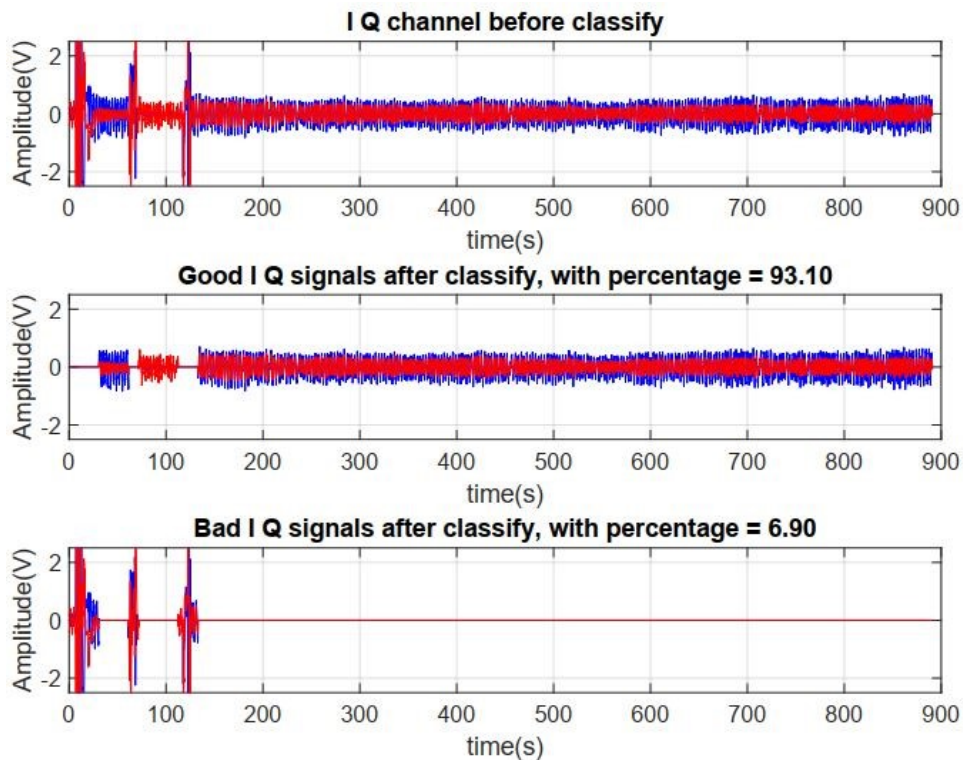 I Q channel before classify
Amplitude(V)
2
0
-2
0 100 200 300 400 500 600 700 800 900
time(s)
Good I Q signals after classify, with percentage = 93.10
Amplitude(V)
2
0
-2
0 100 200 300 400 500 600 700 800 900
time(s)
Bad I Q signals after classify, with percentage = 6.90
Amplitude(V)
2
0
-2
0 100 200 300 400 500 600 700 800 900
time(s)